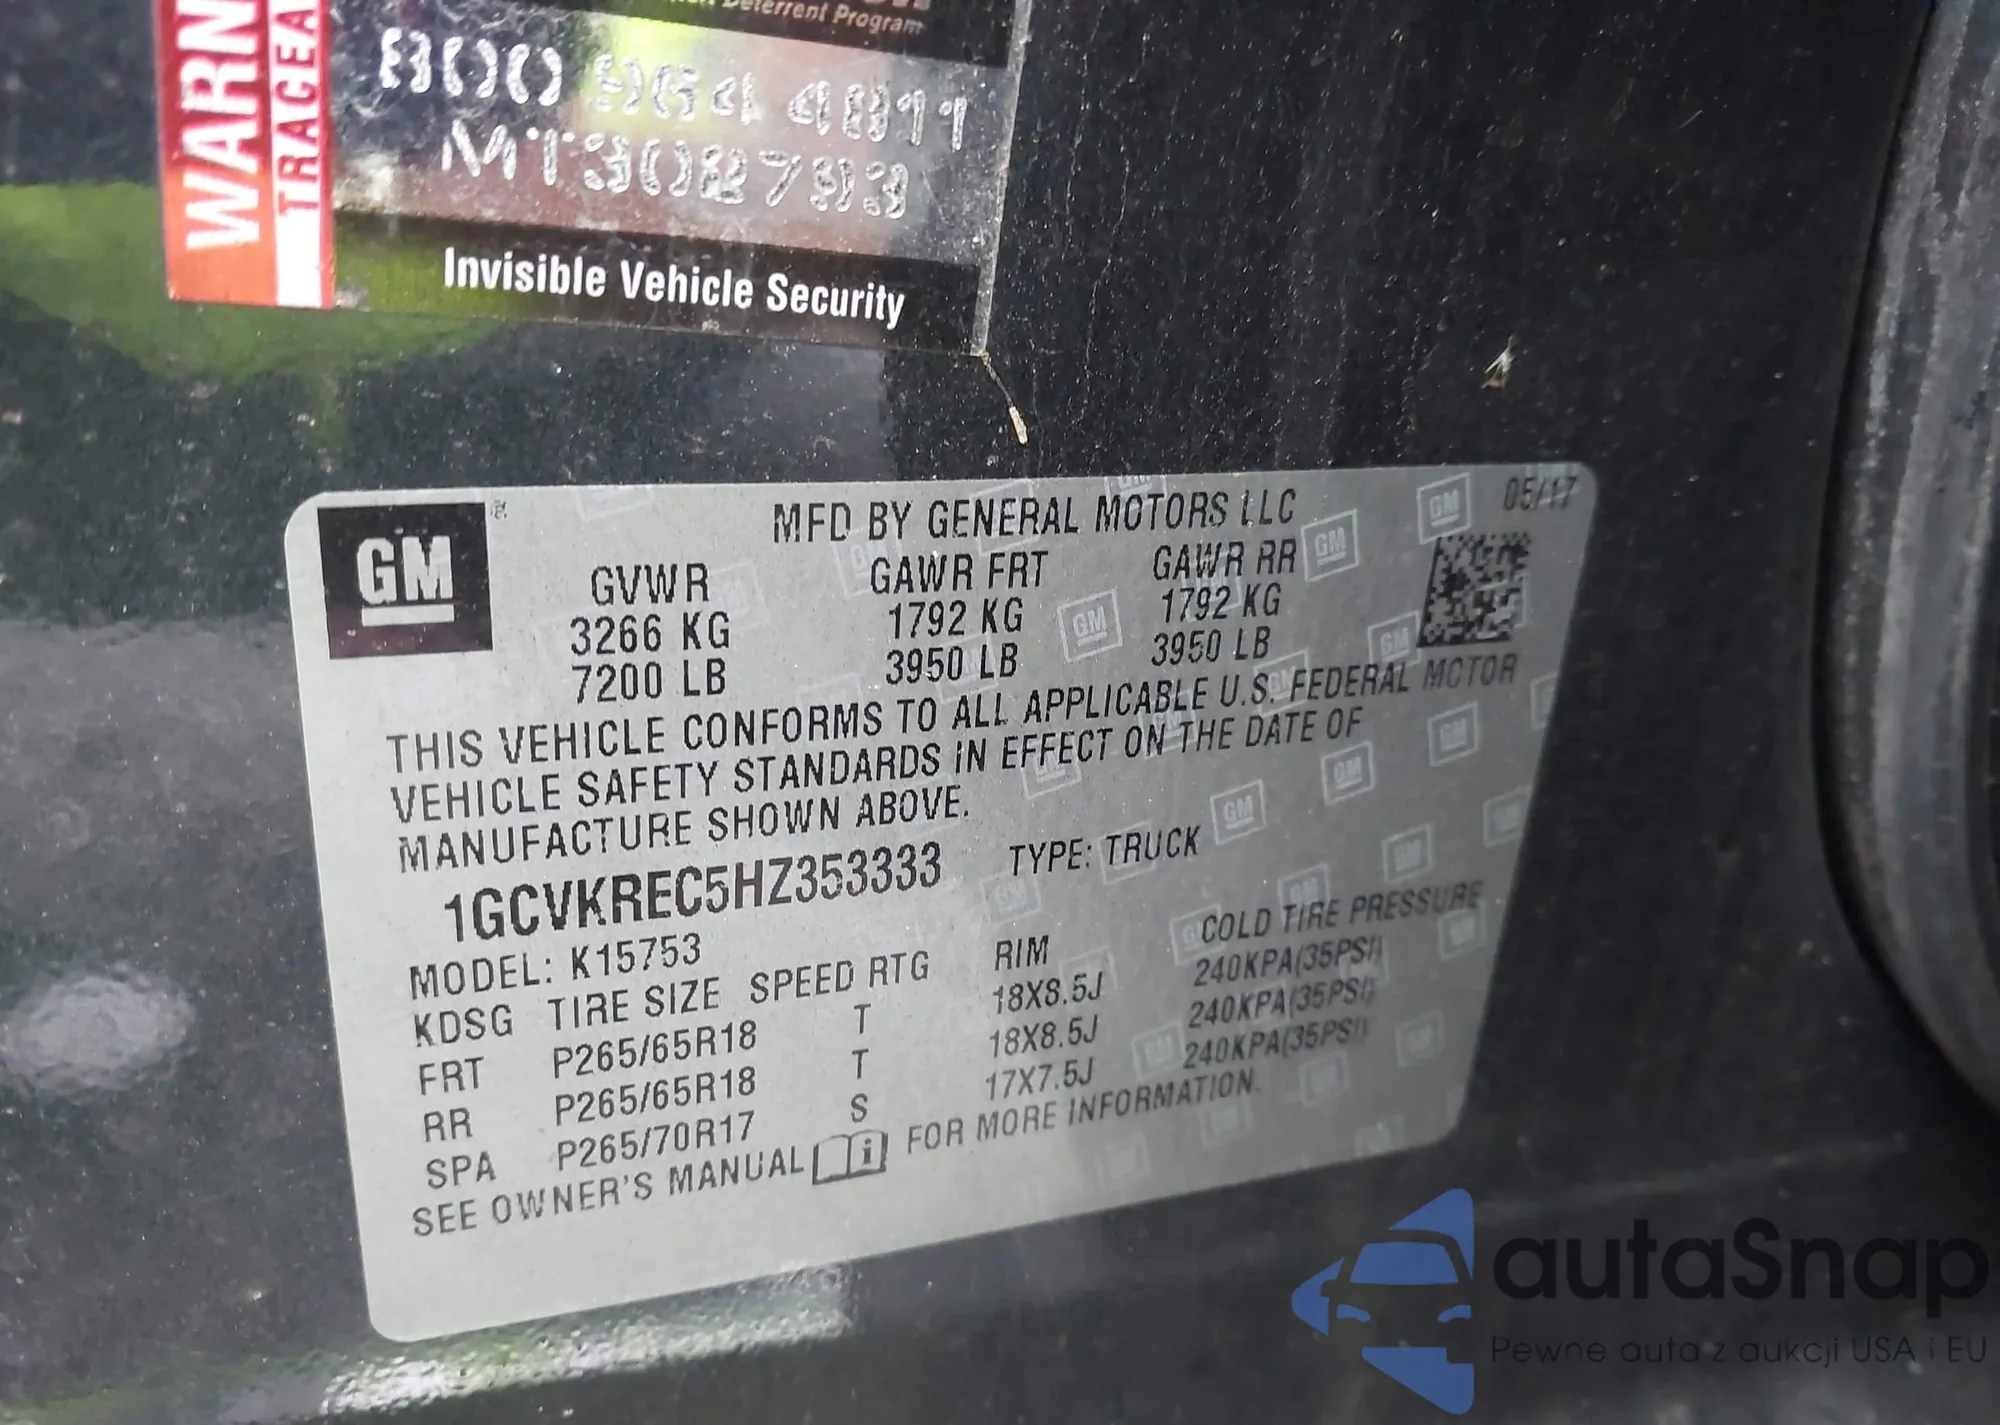 WARN
TRACEA
Deterrent Program
800 964 4811
MT302793
Invisible Vehicle Security
GM
MFD BY GENERAL MOTORS LLC
05/17
GVWR GAWR FRT GAWR RR
3266 KG 1792 KG 1792 KG
7200 LB 3950 LB 3950 LB
THIS VEHICLE CONFORMS TO ALL APPLICABLE U.S. FEDERAL MOTOR
VEHICLE SAFETY STANDARDS IN EFFECT ON THE DATE OF
MANUFACTURE SHOWN ABOVE.
1GCVKREC5HZ353333 TYPE: TRUCK
MODEL: K15753
KDSG TIRE SIZE SPEED RTG RIM COLD TIRE PRESSURE
FRT P265/65R18 T 18X8.5J 240KPA(35PSI)
RR P265/65R18 T 18X8.5J 240KPA(35PSI)
SPA P265/70R17 S 17X7.5J 240KPA(35PSI)
SEE OWNER'S MANUAL i FOR MORE INFORMATION.
autaSnap
Pewne auta z aukcji USA i EU